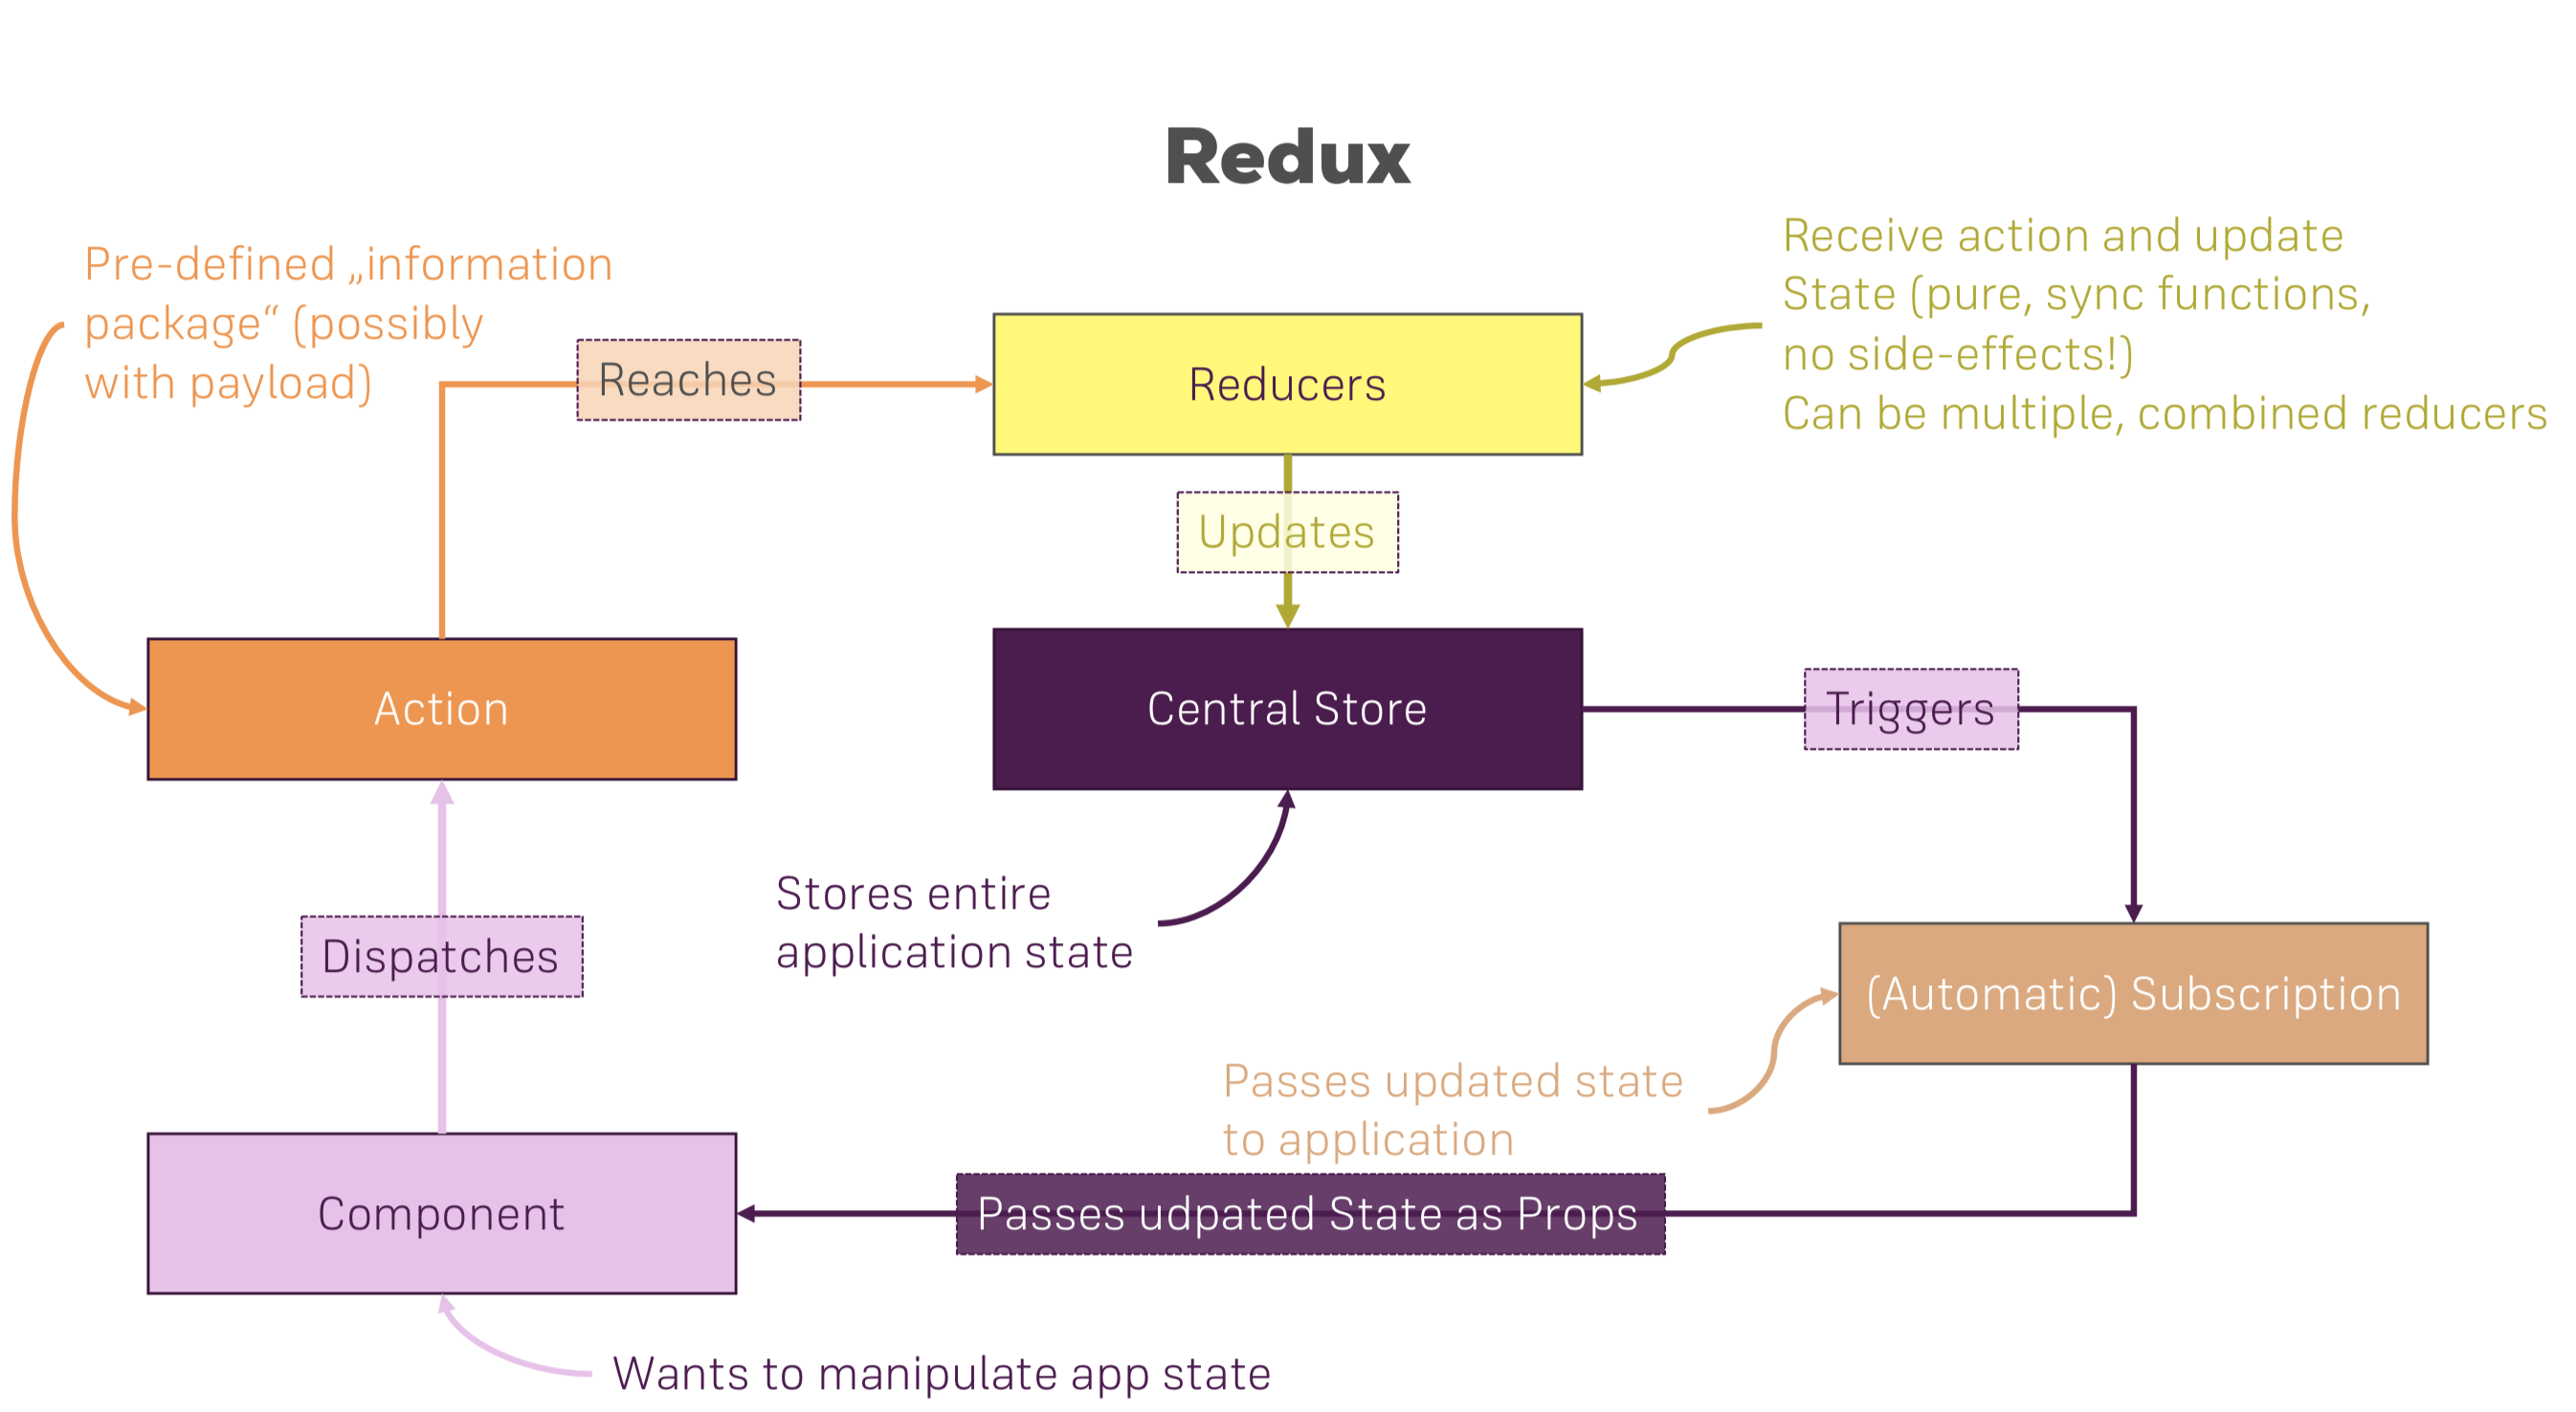 Redux
Pre-defined „information
package“ (possibly
with payload)
Reaches
Reducers
Receive action and update
State (pure, sync functions,
no side-effects!)
Can be multiple, combined reducers
Updates
Action
Central Store
Triggers
Stores entire
application state
Dispatches
(Automatic) Subscription
Passes updated state
to application
Component
Passes udpated State as Props
Wants to manipulate app state